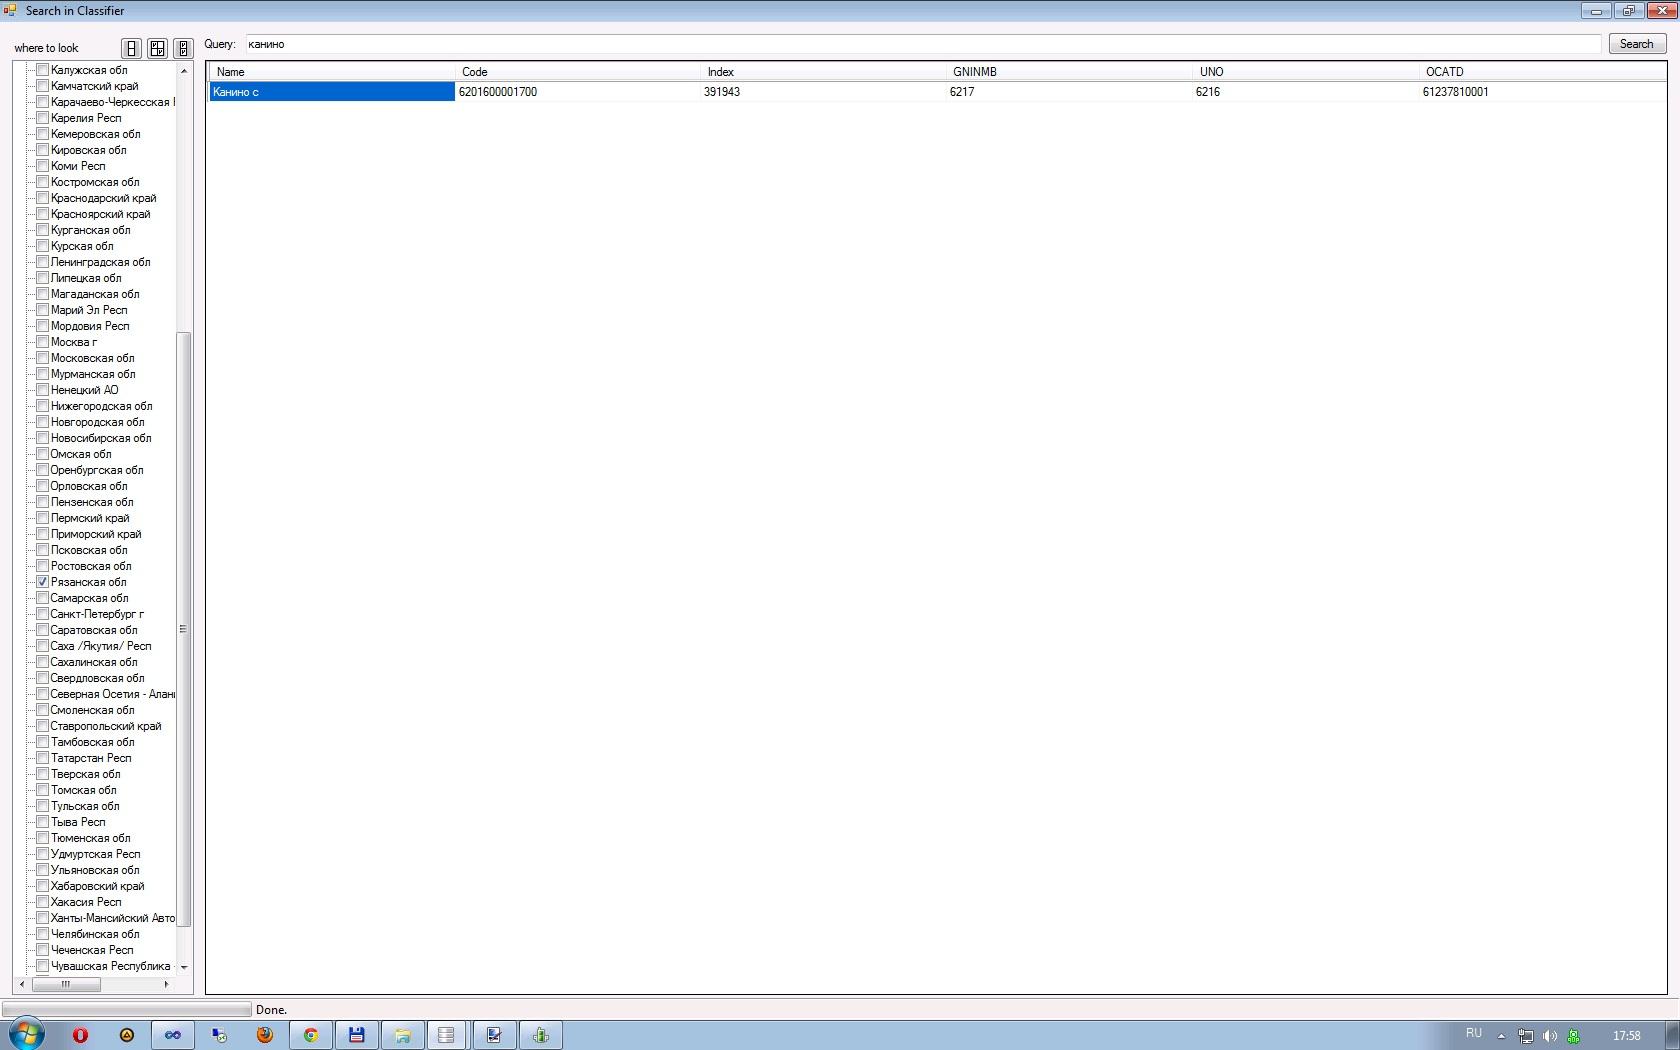 Search in Classifier
where to look
Query: канино Search
Name Code Index GNINMB UNO OCATD
Канино с 6201600001700 391943 6217 6216 61237810001
Калужская обл
Камчатский край
Карачаево-Черкесская
Карелия Респ
Кемеровская обл
Кировская обл
Коми Респ
Костромская обл
Краснодарский край
Красноярский край
Курганская обл
Курская обл
Ленинградская обл
Липецкая обл
Магаданская обл
Марий Эл Респ
Мордовия Респ
Москва г
Московская обл
Мурманская обл
Ненецкий АО
Нижегородская обл
Новгородская обл
Новосибирская обл
Омская обл
Оренбургская обл
Орловская обл
Пензенская обл
Пермский край
Приморский край
Псковская обл
Ростовская обл
Рязанская обл
Самарская обл
Санкт-Петербург г
Саратовская обл
Саха /Якутия/ Респ
Сахалинская обл
Свердловская обл
Северная Осетия - Алан
Смоленская обл
Ставропольский край
Тамбовская обл
Татарстан Респ
Тверская обл
Томская обл
Тульская обл
Тыва Респ
Тюменская обл
Удмуртская Респ
Ульяновская обл
Хабаровский край
Хакасия Респ
Ханты-Мансийский Авто
Челябинская обл
Чеченская Респ
Чувашская Республика
Done.
RU 17:58